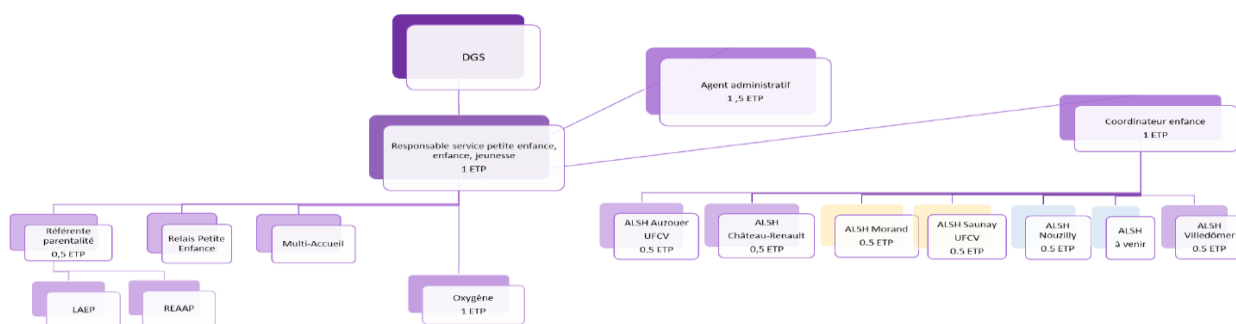 DGS
Agent administratif
1 ,5 ETP
Responsable service petite enfance,
enfance, jeunesse
1 ETP
Coordinateur enfance
1 ETP
Référente
parentalité
0,5 ETP
Relais Petite
Enfance
Multi-Accueil
LAEP
REAAP
Oxygène
1 ETP
ALSH Auzouer
UFCV
0.5 ETP
ALSH
Château-Renault
0,5 ETP
ALSH Morand
0.5 ETP
ALSH Saunay
UFCV
0.5 ETP
ALSH
Nouzilly
0.5 ETP
ALSH
à venir
ALSH
Villedômer
0.5 ETP